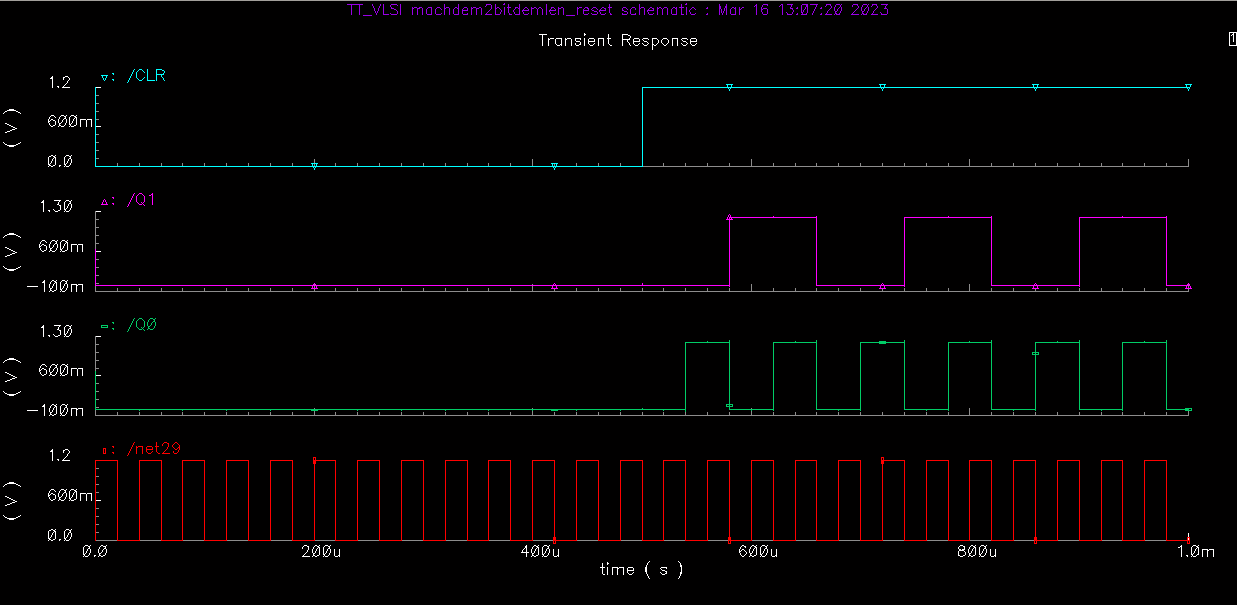 TT_VLSI machdem2bitdemlen_reset schematic : Mar 16 13:07:20 2023
Transient Response
1
▽: /CLR
1.2
600m
0.0
( V )
△: /Q1
1.30
600m
-100m
( V )
▭: /Q0
1.30
600m
-100m
( V )
▯: /net29
1.2
600m
0.0
( V )
0.0 200u 400u 600u 800u 1.0m
time ( s )